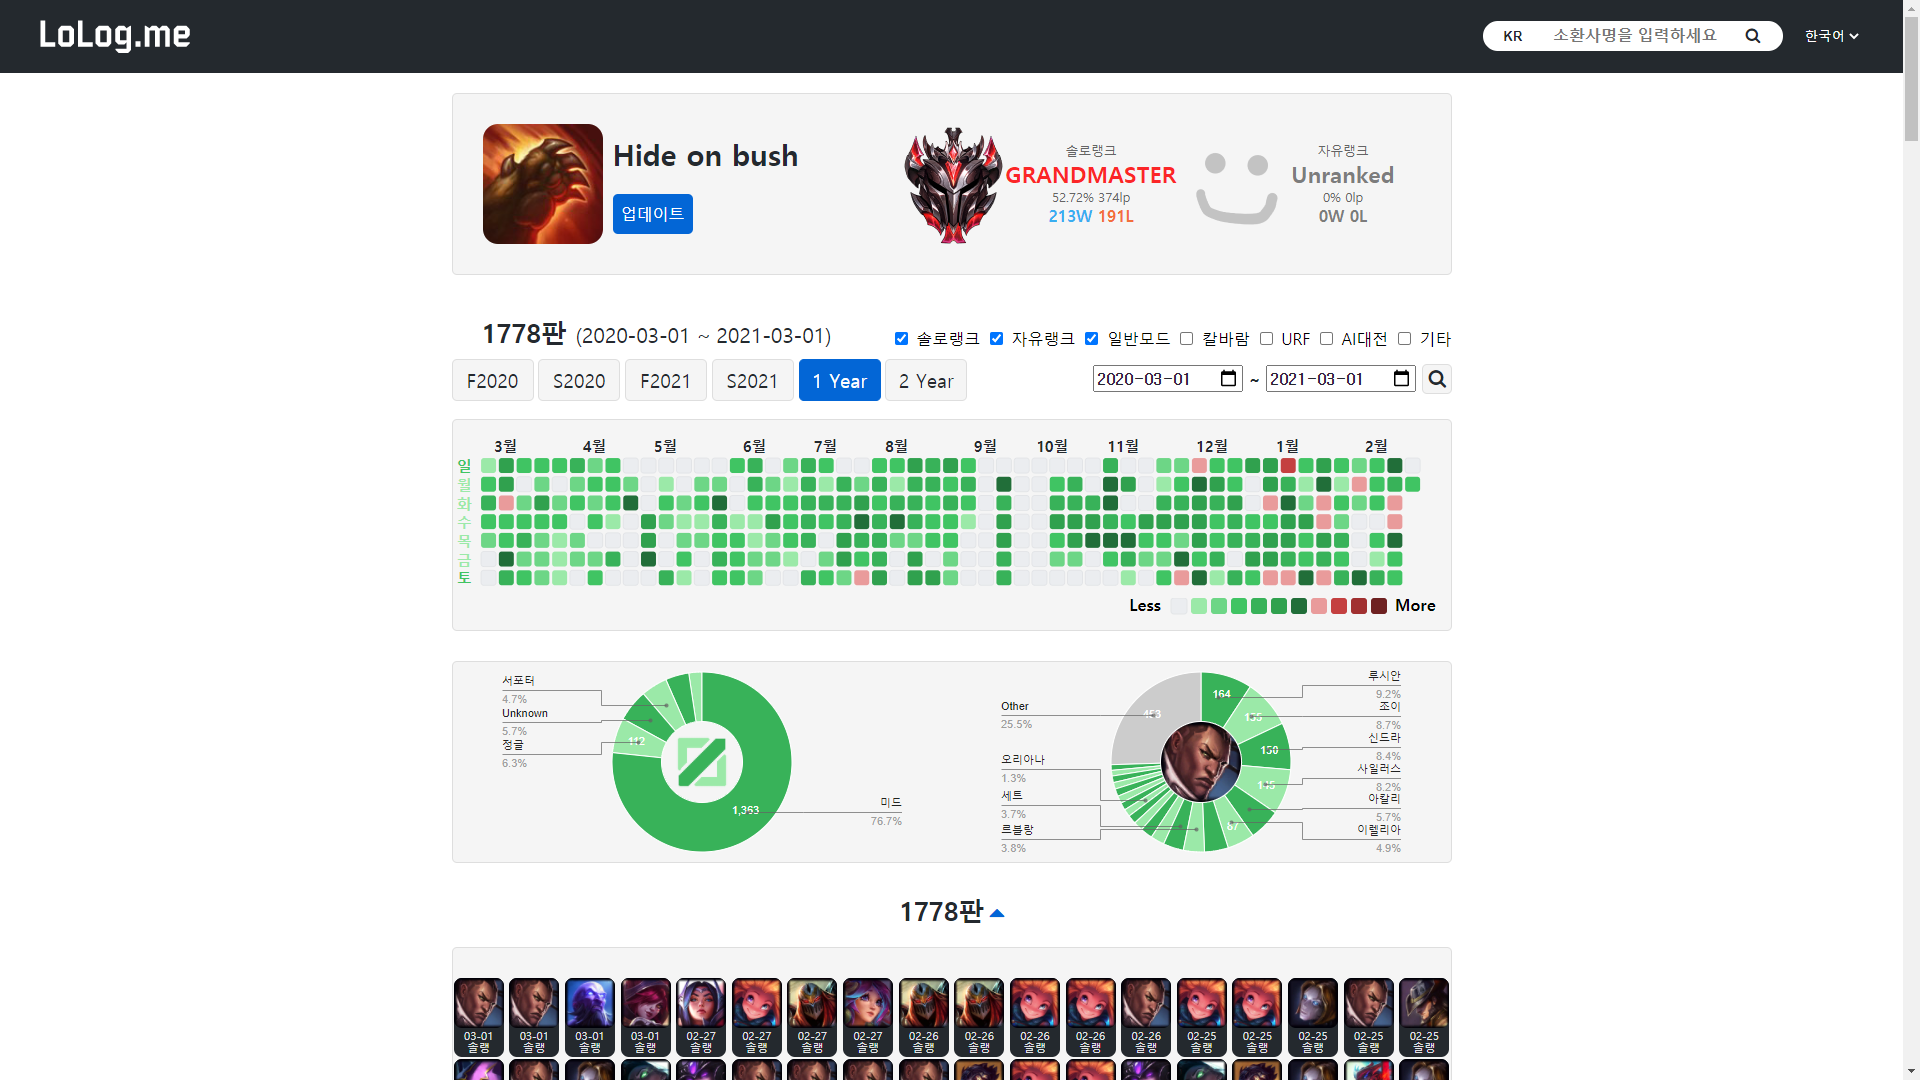 LoLog.me
KR 소환사명을 입력하세요
한국어
Hide on bush
업데이트
솔로랭크
GRANDMASTER
52.72% 374lp
213W 191L
자유랭크
Unranked
0% 0lp
0W 0L
1778판 (2020-03-01 ~ 2021-03-01)
솔로랭크 자유랭크 일반모드 칼바람 URF AI대전 기타
F2020 S2020 F2021 S2021 1 Year 2 Year
2020-03-01 ~ 2021-03-01
3월 4월 5월 6월 7월 8월 9월 10월 11월 12월 1월 2월
일
월
화
수
목
금
토
Less More
서포터
4.7%
Unknown
5.7%
정글
6.3%
112
1,363
미드
76.7%
Other
25.5%
453
오리아나
1.3%
세트
3.7%
르블랑
3.8%
164
루시안
9.2%
155
조이
8.7%
150
신드라
8.4%
145
사일러스
8.2%
아칼리
5.7%
87
이렐리아
4.9%
1778판
03-01 03-01 03-01 03-01 02-27 02-27 02-27 02-27 02-26 02-26 02-26 02-26 02-26 02-25 02-25 02-25 02-25 02-25
솔랭 솔랭 솔랭 솔랭 솔랭 솔랭 솔랭 솔랭 솔랭 솔랭 솔랭 솔랭 솔랭 솔랭 솔랭 솔랭 솔랭 솔랭